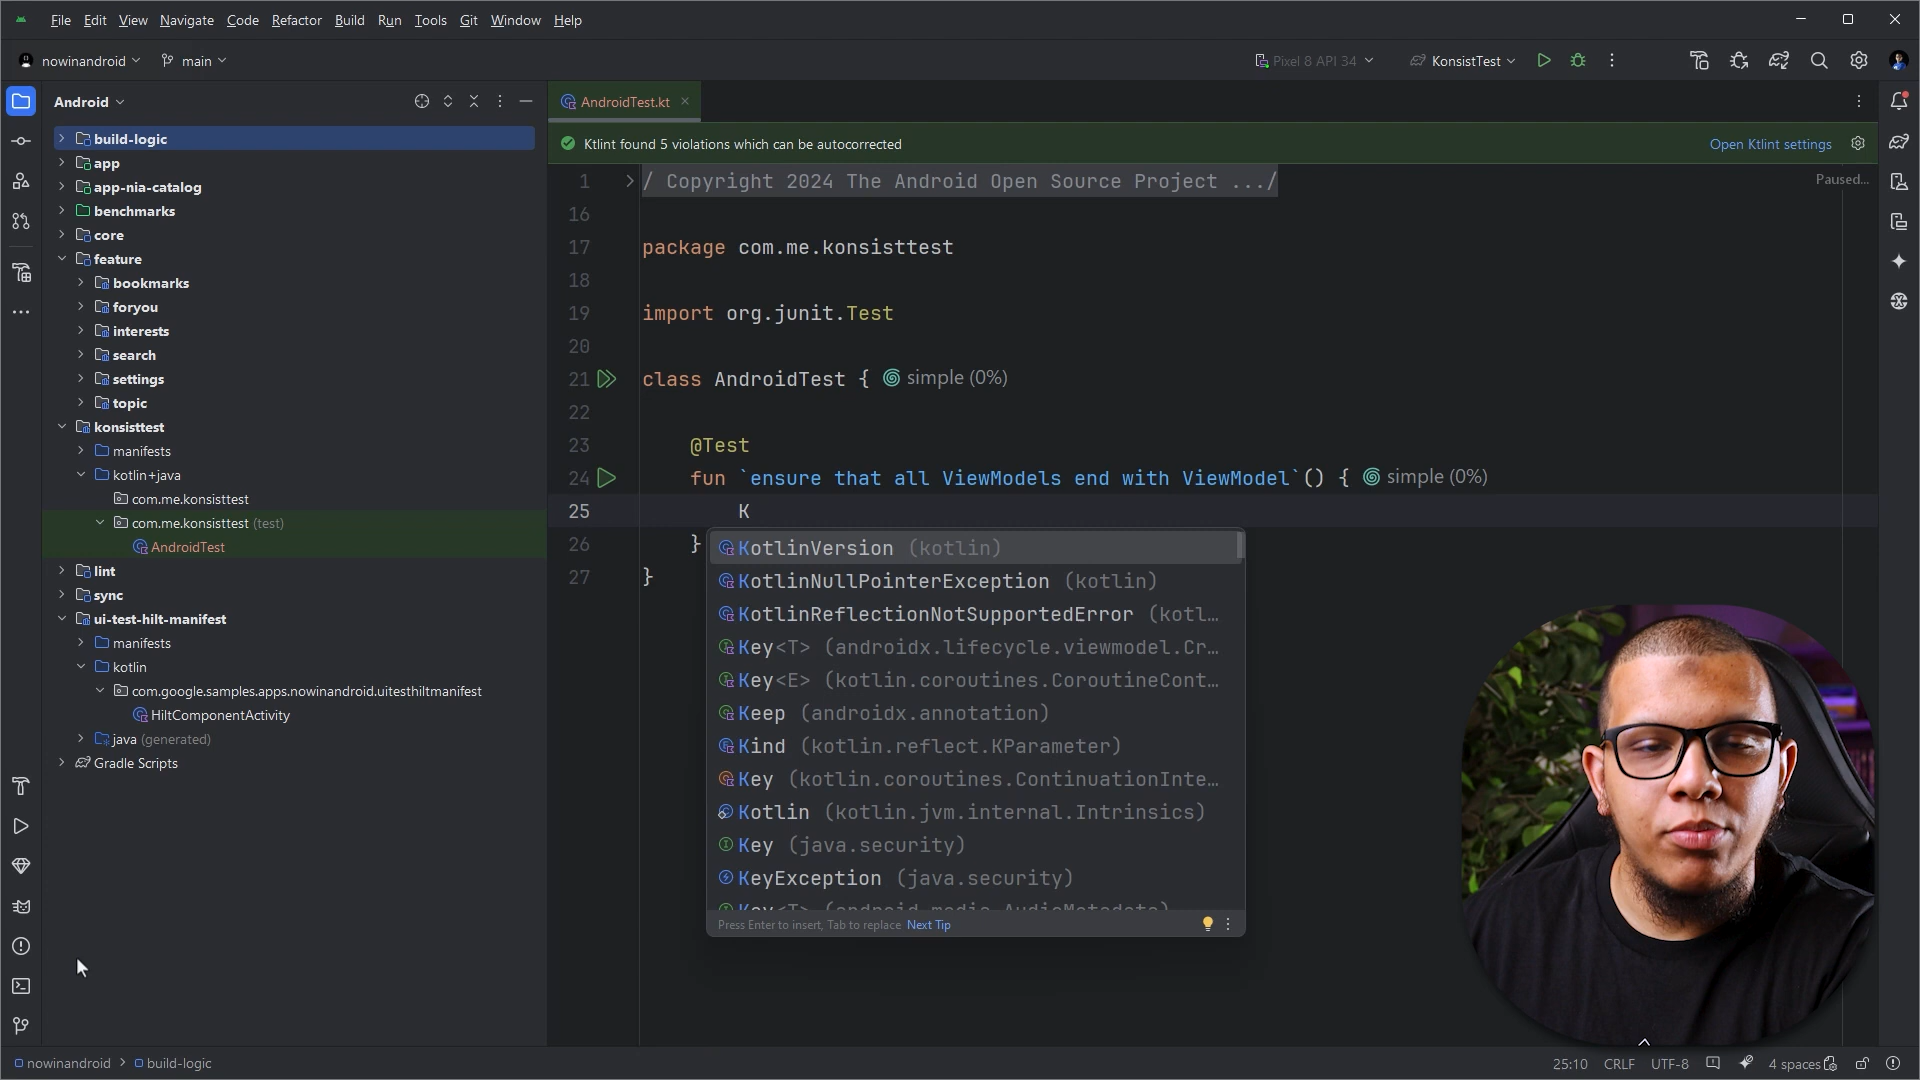 File Edit View Navigate Code Refactor Build Run Tools Git Window Help
nowinandroid main Pixel 8 API 34 KonsistTest
Android
AndroidTest.kt
build-logic
Ktlint found 5 violations which can be autocorrected Open Ktlint settings
app
app-nia-catalog
benchmarks
core
feature
bookmarks
foryou
interests
search
settings
topic
konsisttest
manifests
kotlin+java
com.me.konsisttest
com.me.konsisttest (test)
AndroidTest
lint
sync
ui-test-hilt-manifest
manifests
kotlin
com.google.samples.apps.nowinandroid.uitesthiltmanifest
HiltComponentActivity
java (generated)
Gradle Scripts
1 / Copyright 2024 The Android Open Source Project .../
Paused...
16
17 package com.me.konsisttest
18
19 import org.junit.Test
20
21 class AndroidTest { simple (0%)
22
23 @Test
24 fun `ensure that all ViewModels end with ViewModel`() { simple (0%)
25 K
26 }
27 }
KotlinVersion (kotlin)
KotlinNullPointerException (kotlin)
KotlinReflectionNotSupportedError (kotl...
Key<T> (androidx.lifecycle.viewmodel.Cr...
Key<E> (kotlin.coroutines.CoroutineCont...
Keep (androidx.annotation)
Kind (kotlin.reflect.KParameter)
Key (kotlin.coroutines.ContinuationInte...
Kotlin (kotlin.jvm.internal.Intrinsics)
Key (java.security)
KeyException (java.security)
Key<T> (android.media.AudioMetadata)
Press Enter to insert, Tab to replace Next Tip
nowinandroid > build-logic
25:10 CRLF UTF-8 4 spaces